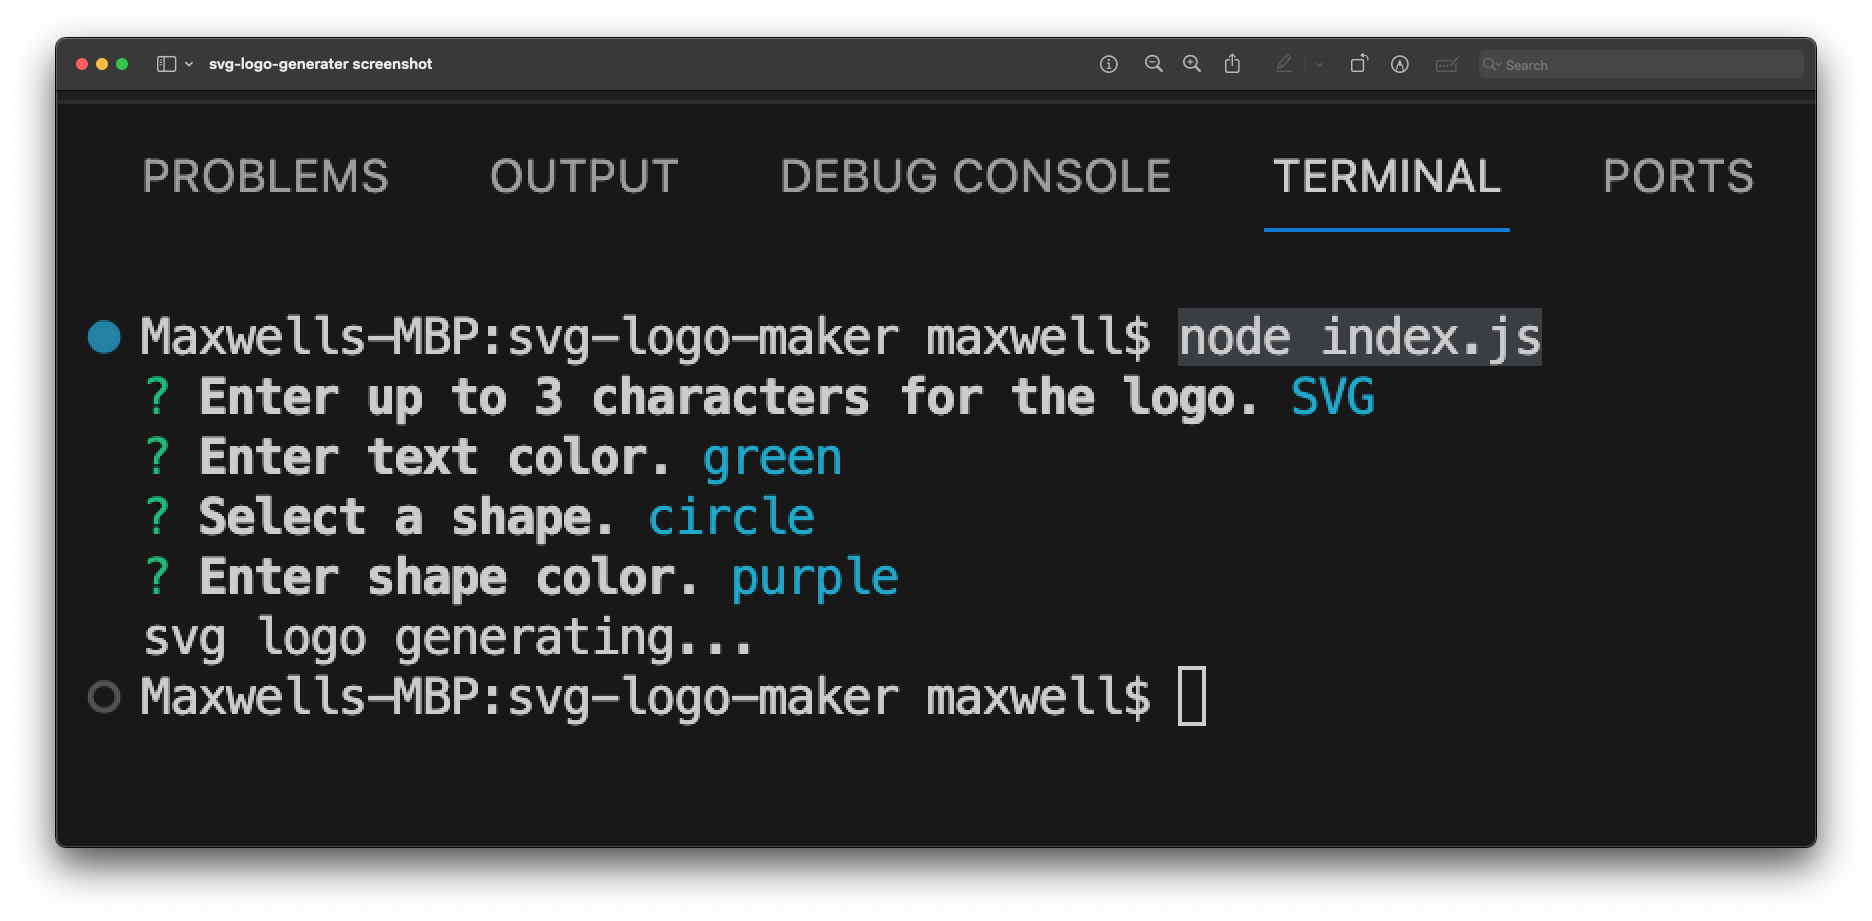 svg-logo-generater screenshot
Search
PROBLEMS OUTPUT DEBUG CONSOLE TERMINAL PORTS
Maxwells-MBP:svg-logo-maker maxwell$ node index.js
? Enter up to 3 characters for the logo. SVG
? Enter text color. green
? Select a shape. circle
? Enter shape color. purple
svg logo generating...
Maxwells-MBP:svg-logo-maker maxwell$